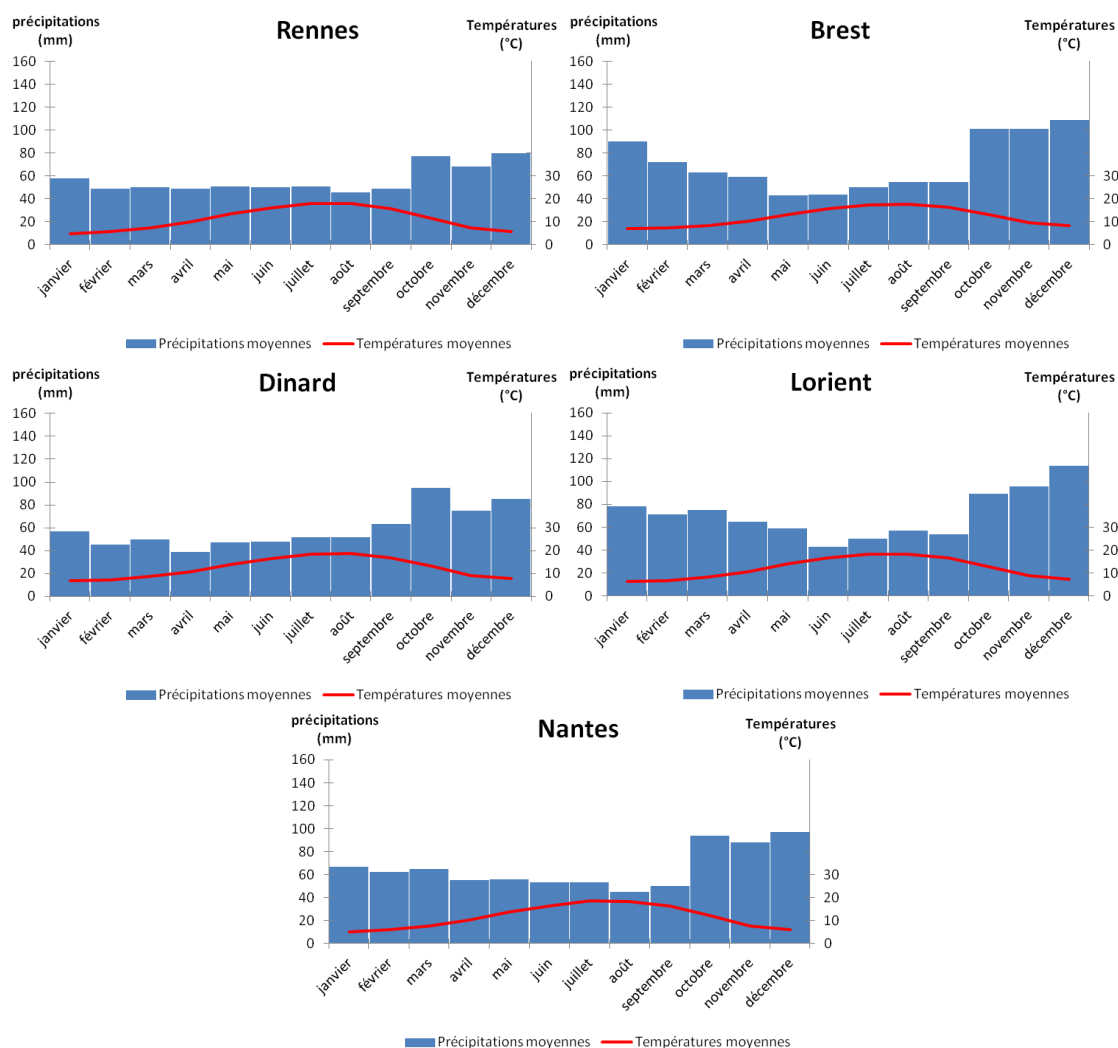 Rennes
précipitations
(mm)
Températures
(°C)
160
140
120
100
80
60
40
20
0
30
20
10
0
janvier
février
mars
avril
mai
juin
juillet
août
septembre
octobre
novembre
décembre
Précipitations moyennes
Températures moyennes
Brest
précipitations
(mm)
Températures
(°C)
160
140
120
100
80
60
40
20
0
30
20
10
0
janvier
février
mars
avril
mai
juin
juillet
août
septembre
octobre
novembre
décembre
Précipitations moyennes
Températures moyennes
Dinard
précipitations
(mm)
Températures
(°C)
160
140
120
100
80
60
40
20
0
30
20
10
0
janvier
février
mars
avril
mai
juin
juillet
août
septembre
octobre
novembre
décembre
Précipitations moyennes
Températures moyennes
Lorient
précipitations
(mm)
Températures
(°C)
160
140
120
100
80
60
40
20
0
30
20
10
0
janvier
février
mars
avril
mai
juin
juillet
août
septembre
octobre
novembre
décembre
Précipitations moyennes
Températures moyennes
Nantes
précipitations
(mm)
Températures
(°C)
160
140
120
100
80
60
40
20
0
30
20
10
0
janvier
février
mars
avril
mai
juin
juillet
août
septembre
octobre
novembre
décembre
Précipitations moyennes
Températures moyennes